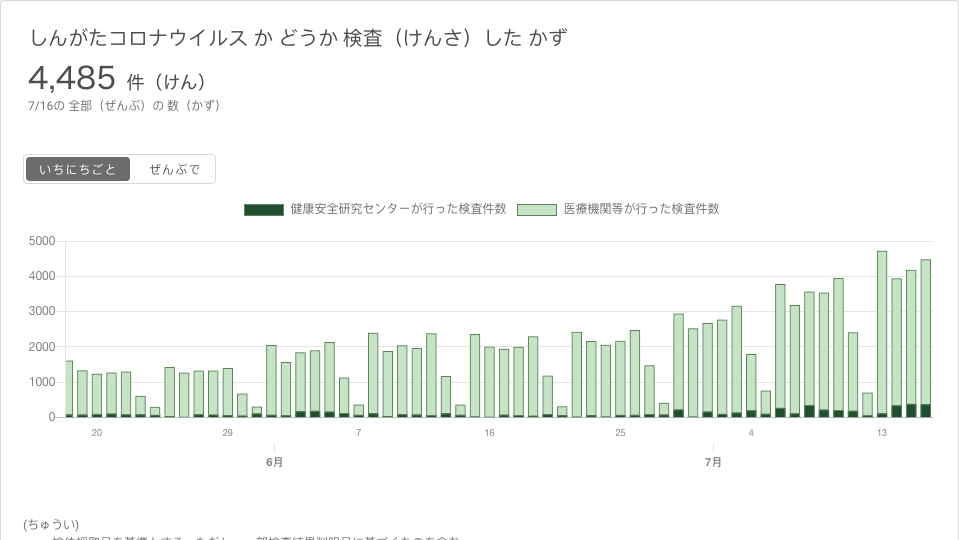 しんがたコロナウイルス か どうか 検査（けんさ）した かず
4,485 件（けん）
7/16の 全部（ぜんぶ）の 数（かず）
いちにちごと ぜんぶで
健康安全研究センターが行った検査件数 医療機関等が行った検査件数
5000
4000
3000
2000
1000
0
20 29 7 16 25 4 13
6月 7月
(ちゅうい)